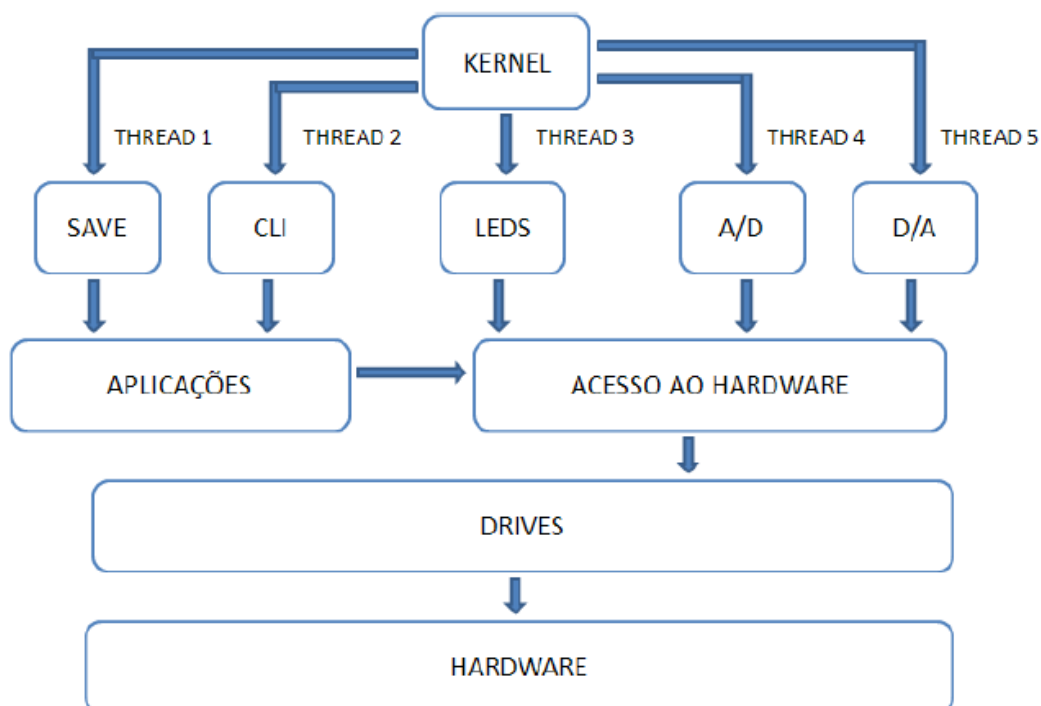 KERNEL
THREAD 1
THREAD 2
THREAD 3
THREAD 4
THREAD 5
SAVE
CLI
LEDS
A/D
D/A
APLICAÇÕES
ACESSO AO HARDWARE
DRIVES
HARDWARE